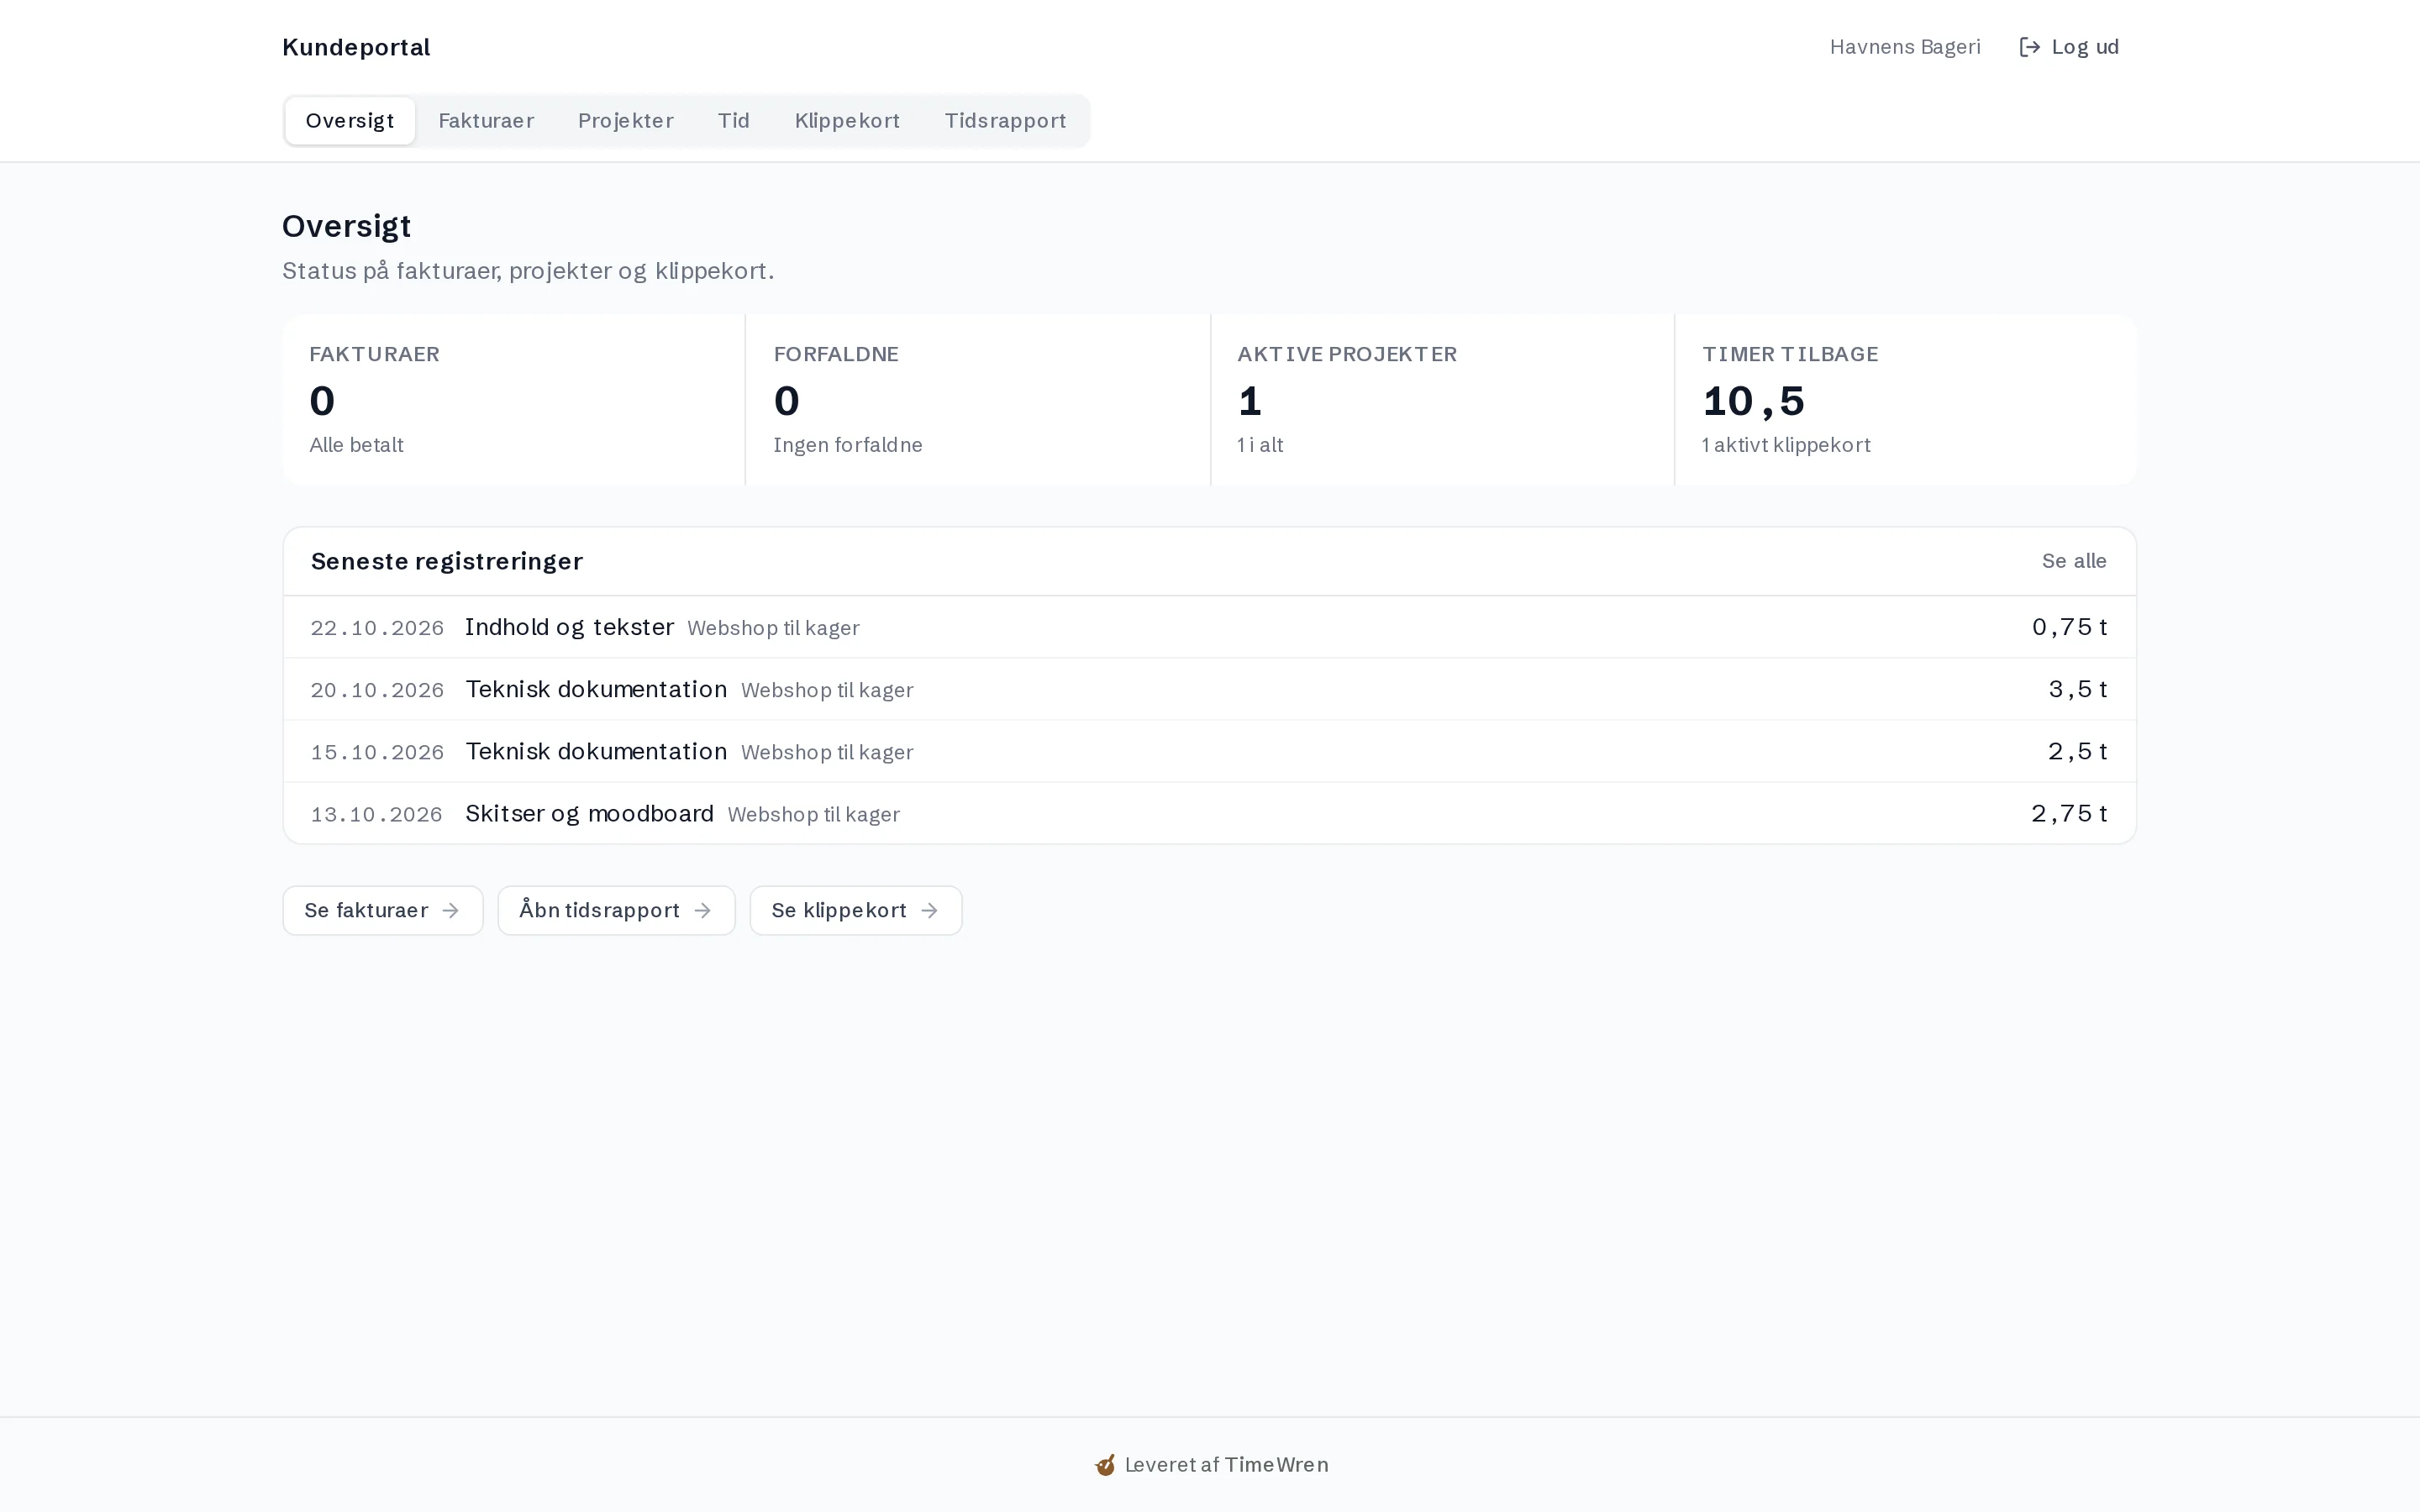 Kundeportal
Havnens Bageri Log ud
Oversigt Fakturaer Projekter Tid Klippekort Tidsrapport
Oversigt
Status på fakturaer, projekter og klippekort.
FAKTURAER
0
Alle betalt
FORFALDNE
0
Ingen forfaldne
AKTIVE PROJEKTER
1
1 i alt
TIMER TILBAGE
10,5
1 aktivt klippekort
Seneste registreringer Se alle
22.10.2026 Indhold og tekster Webshop til kager 0,75 t
20.10.2026 Teknisk dokumentation Webshop til kager 3,5 t
15.10.2026 Teknisk dokumentation Webshop til kager 2,5 t
13.10.2026 Skitser og moodboard Webshop til kager 2,75 t
Se fakturaer Åbn tidsrapport Se klippekort
Leveret af TimeWren